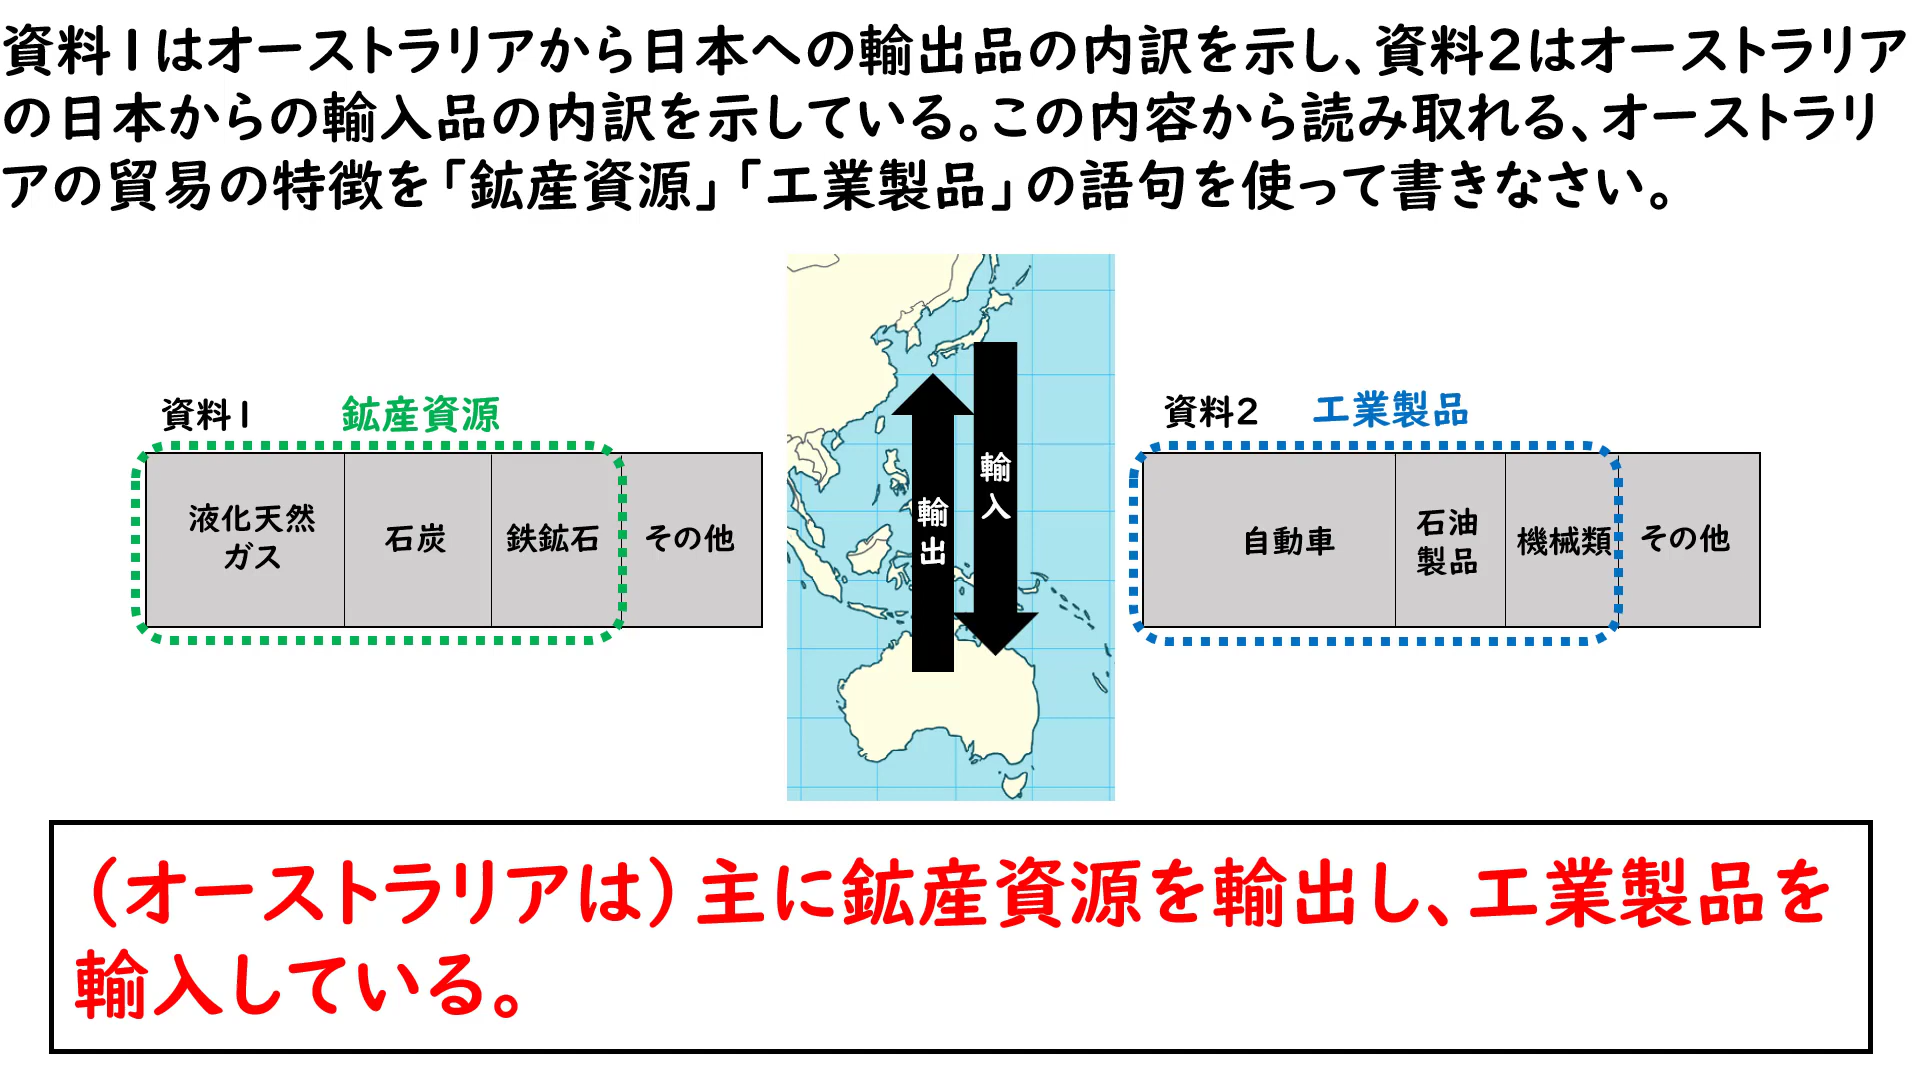 資料1はオーストラリアから日本への輸出品の内訳を示し、資料2はオーストラリア
の日本からの輸入品の内訳を示している。この内容から読み取れる、オーストラリ
アの貿易の特徴を「鉱産資源」「工業製品」の語句を使って書きなさい。
資料1
鉱産資源
液化天然
ガス
石炭
鉄鉱石
その他
輸出
輸入
資料2
工業製品
自動車
石油
製品
機械類
その他
（オーストラリアは）主に鉱産資源を輸出し、工業製品を
輸入している。